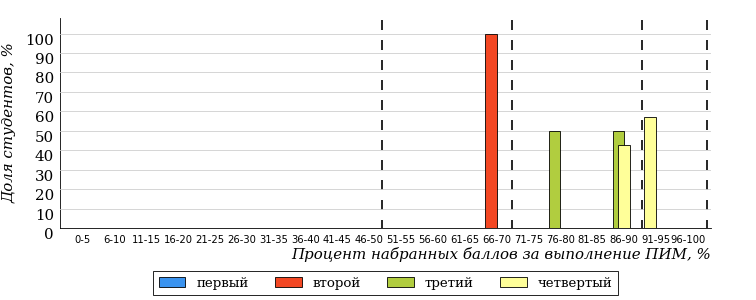 Доля студентов, %
100
90
80
70
60
50
40
30
20
10
0
0-5 6-10 11-15 16-20 21-25 26-30 31-35 36-40 41-45 46-50 51-55 56-60 61-65 66-70 71-75 76-80 81-85 86-90 91-95 96-100
Процент набранных баллов за выполнение ПИМ, %
первый второй третий четвертый